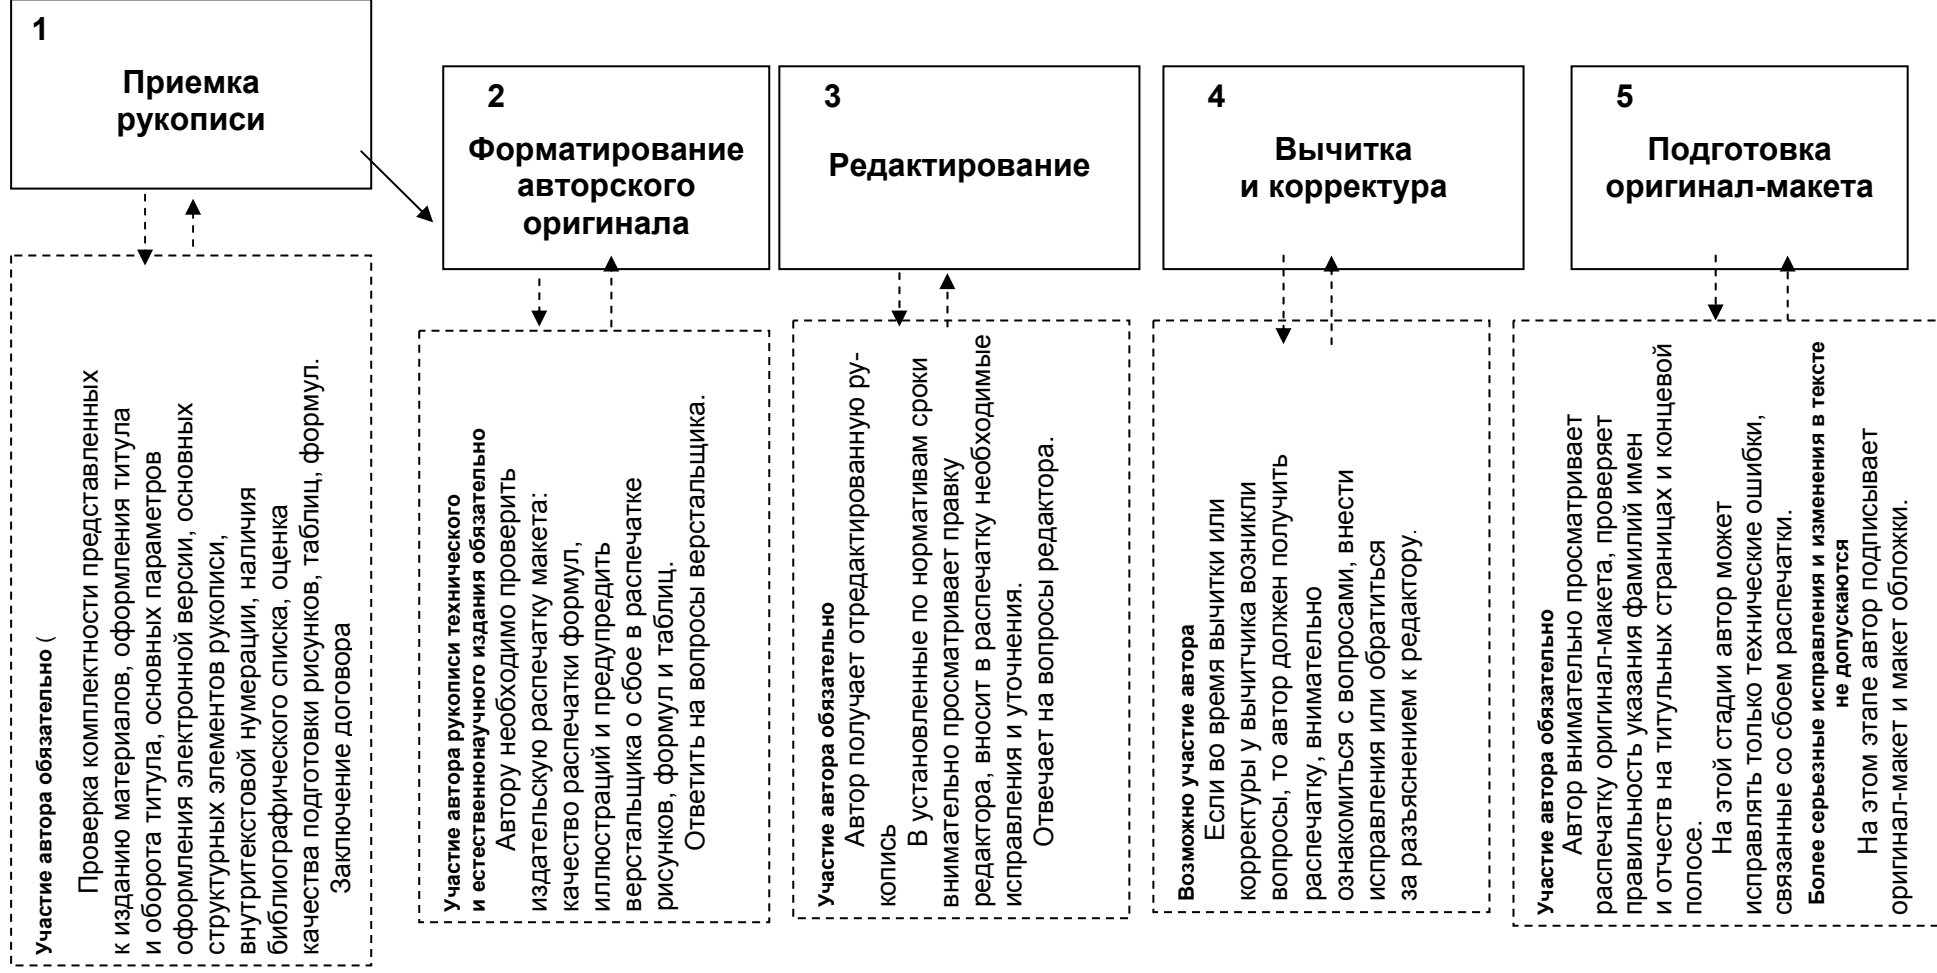 1
Приемка
рукописи
2
Форматирование
авторского
оригинала
3
Редактирование
4
Вычитка
и корректура
5
Подготовка
оригинал-макета
Участие автора обязательно (
Проверка комплектности представленных
к изданию материалов, оформления титула
и оборота титула, основных параметров
оформления электронной версии, основных
структурных элементов рукописи,
внутритекстовой нумерации, наличия
библиографического списка, оценка
качества подготовки рисунков, таблиц, формул.
Заключение договора
Участие автора рукописи технического
и естественнонаучного издания обязательно
Автору необходимо проверить
издательскую распечатку макета:
качество распечатки формул,
иллюстраций и предупредить
верстальщика о сбое в распечатке
рисунков, формул и таблиц.
Ответить на вопросы верстальщика.
Участие автора обязательно
Автор получает отредактированную ру-
копись
В установленные по нормативам сроки
внимательно просматривает правку
редактора, вносит в распечатку необходимые
исправления и уточнения.
Отвечает на вопросы редактора.
Возможно участие автора
Если во время вычитки или
корректуры у вычитчика возникли
вопросы, то автор должен получить
распечатку, внимательно
ознакомиться с вопросами, внести
исправления или обратиться
за разъяснением к редактору.
Участие автора обязательно
Автор внимательно просматривает
распечатку оригинал-макета, проверяет
правильность указания фамилий имен
и отчеств на титульных страницах и концевой
полосе.
На этой стадии автор может
исправлять только технические ошибки,
связанные со сбоем распечатки.
Более серьезные исправления и изменения в тексте
не допускаются
На этом этапе автор подписывает
оригинал-макет и макет обложки.